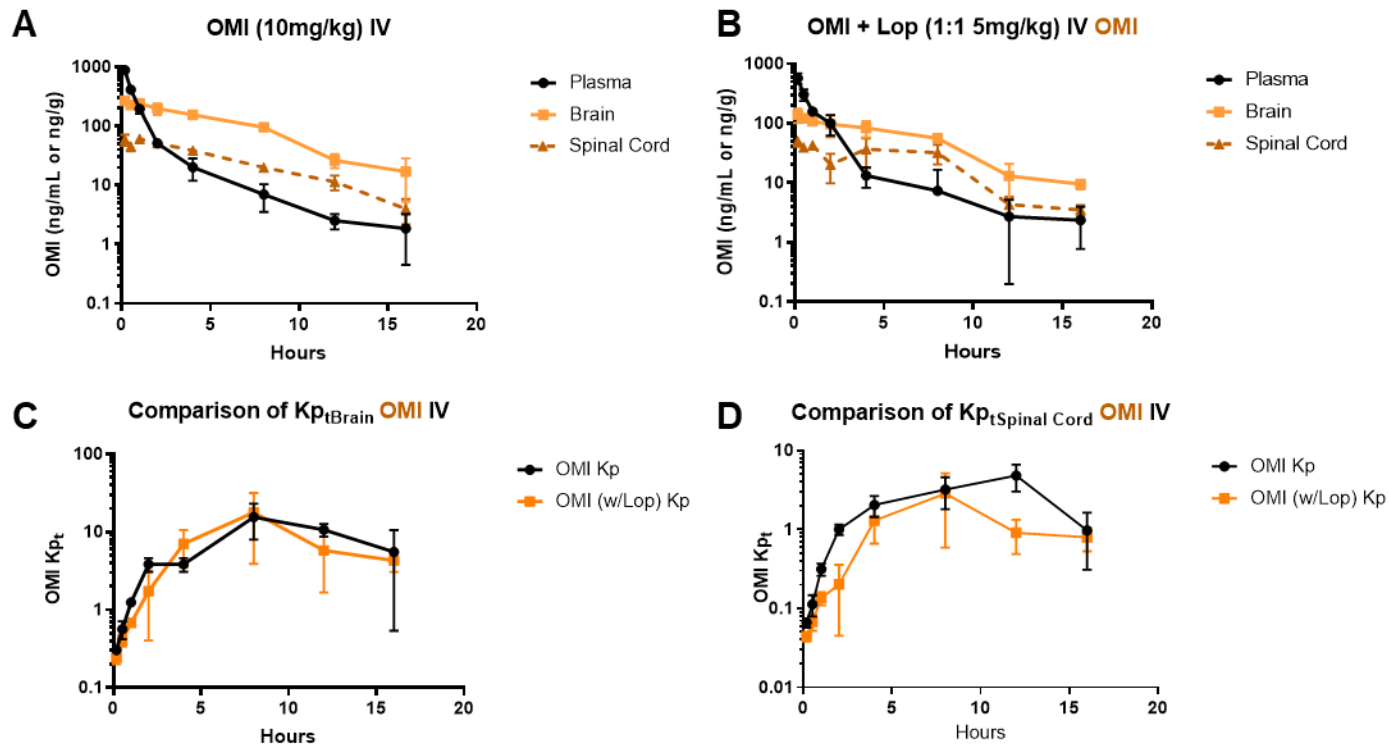 A
OMI (10mg/kg) IV
OMI (ng/mL or ng/g)
1000
100
10
1
0.1
0
5
10
15
20
Hours
Plasma
Brain
Spinal Cord
B
OMI + Lop (1:1 5mg/kg) IV OMI
OMI (ng/mL or ng/g)
1000
100
10
1
0.1
0
5
10
15
20
Hours
Plasma
Brain
Spinal Cord
C
Comparison of KptBrain OMI IV
OMI Kpt
100
10
1
0.1
0
5
10
15
20
Hours
OMI Kp
OMI (w/Lop) Kp
D
Comparison of KptSpinal Cord OMI IV
OMI Kpt
10
1
0.1
0.01
0
5
10
15
20
Hours
OMI Kp
OMI (w/Lop) Kp